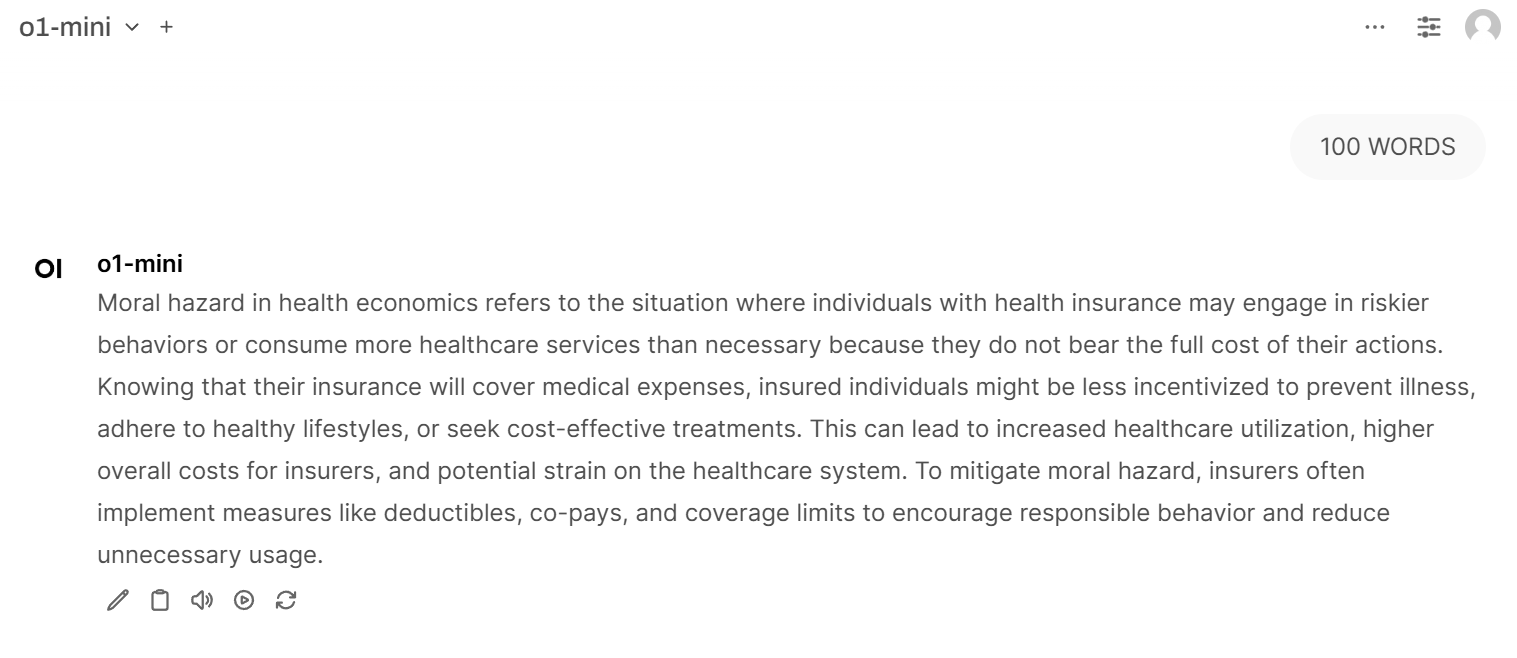 o1-mini
100 WORDS
OI
o1-mini
Moral hazard in health economics refers to the situation where individuals with health insurance may engage in riskier
behaviors or consume more healthcare services than necessary because they do not bear the full cost of their actions.
Knowing that their insurance will cover medical expenses, insured individuals might be less incentivized to prevent illness,
adhere to healthy lifestyles, or seek cost-effective treatments. This can lead to increased healthcare utilization, higher
overall costs for insurers, and potential strain on the healthcare system. To mitigate moral hazard, insurers often
implement measures like deductibles, co-pays, and coverage limits to encourage responsible behavior and reduce
unnecessary usage.